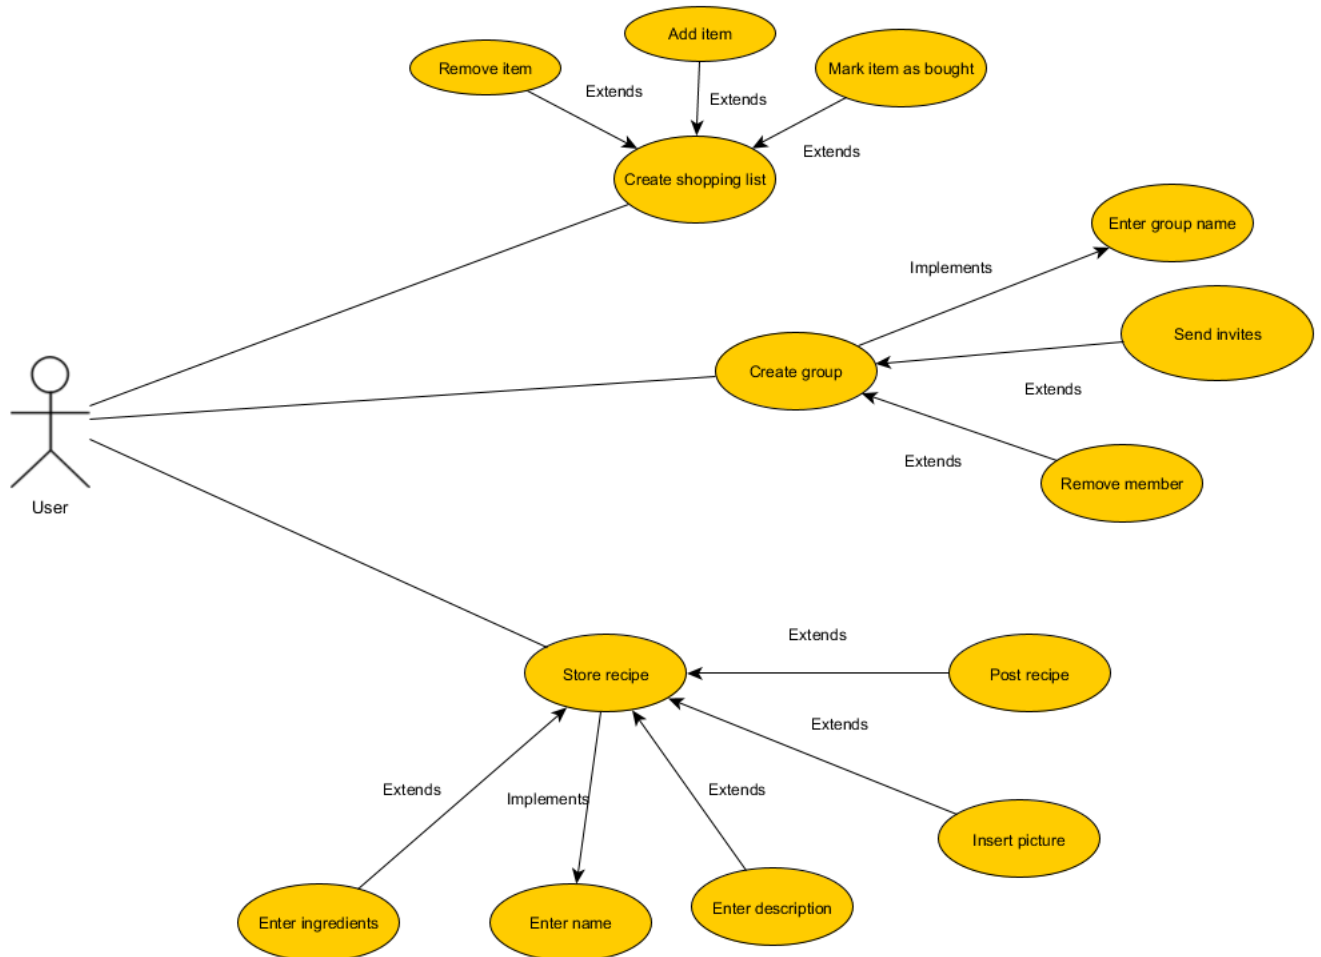 Add item
Remove item
Mark item as bought
Extends
Extends
Extends
Create shopping list
Enter group name
Implements
Send invites
Create group
Extends
Extends
Remove member
User
Extends
Store recipe
Post recipe
Extends
Extends
Implements
Extends
Insert picture
Enter ingredients
Enter name
Enter description